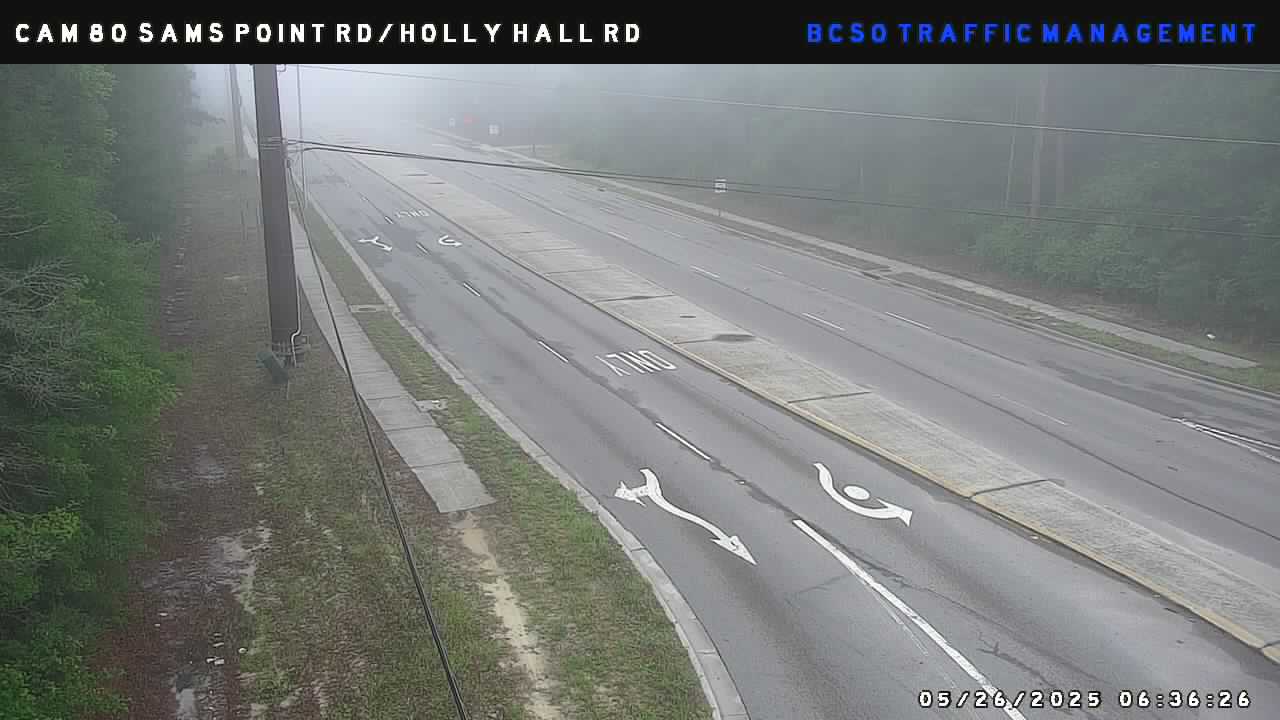 CAM 80 SAMS POINT RD/HOLLY HALL RD
BCSO TRAFFIC MANAGEMENT
ONLY
ONLY
05/26/2025 06:36:26